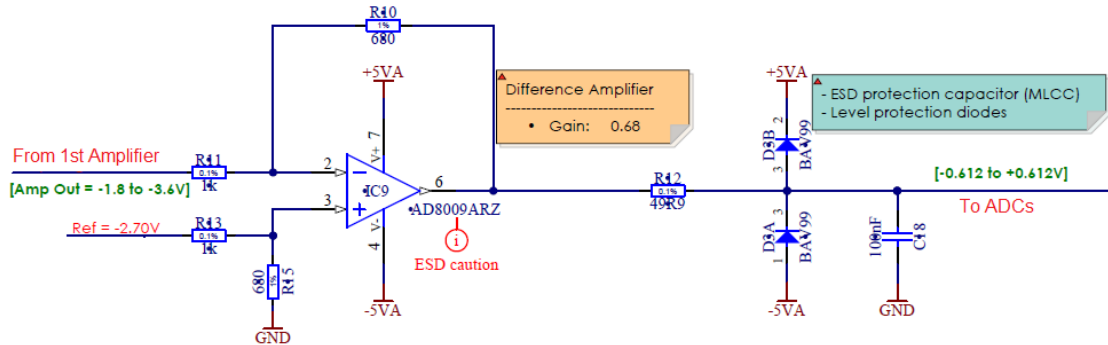 R10
1%
680
+5VA
Difference Amplifier
----------------------------
• Gain: 0.68
+5VA
- ESD protection capacitor (MLCC)
- Level protection diodes
From 1st Amplifier
[Amp Out = -1.8 to -3.6V]
R11
0.1%
1k
2
7
V+
IC9
6
AD8009ARZ
3
V-
4
i
ESD caution
-5VA
Ref = -2.70V
R13
0.1%
1k
680
1%
R15
GND
R12
0.1%
49R9
2
D3B
BAV99
3
3
D3A
BAV99
1
-5VA
[-0.612 to +0.612V]
To ADCs
100nF
C18
GND